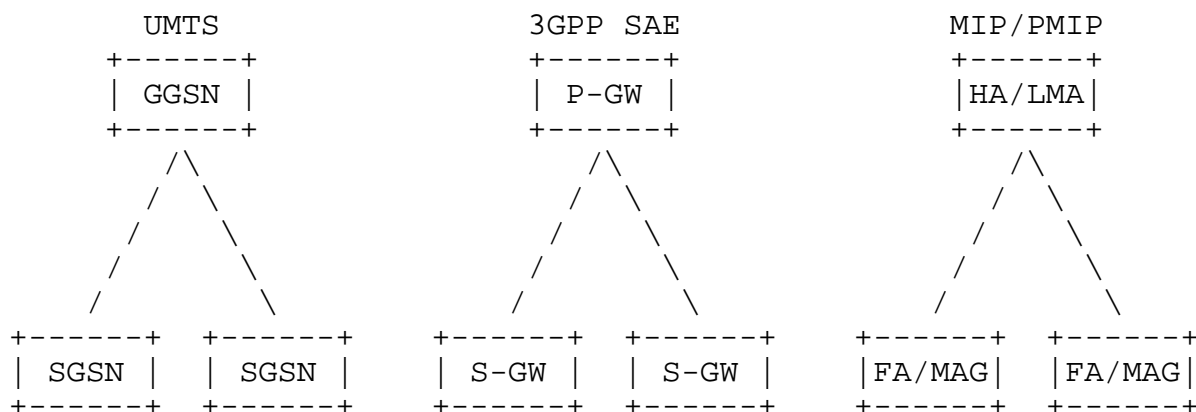 UMTS 3GPP SAE MIP/PMIP
+------+ +------+ +------+
| GGSN | | P-GW | |HA/LMA|
+------+ +------+ +------+
/\ /\ /\
/ \ / \ / \
/ \ / \ / \
/ \ / \ / \
/ \ / \ / \
+------+ +------+ +------+ +------+ +------+ +------+
| SGSN | | SGSN | | S-GW | | S-GW | |FA/MAG| |FA/MAG|
+------+ +------+ +------+ +------+ +------+ +------+